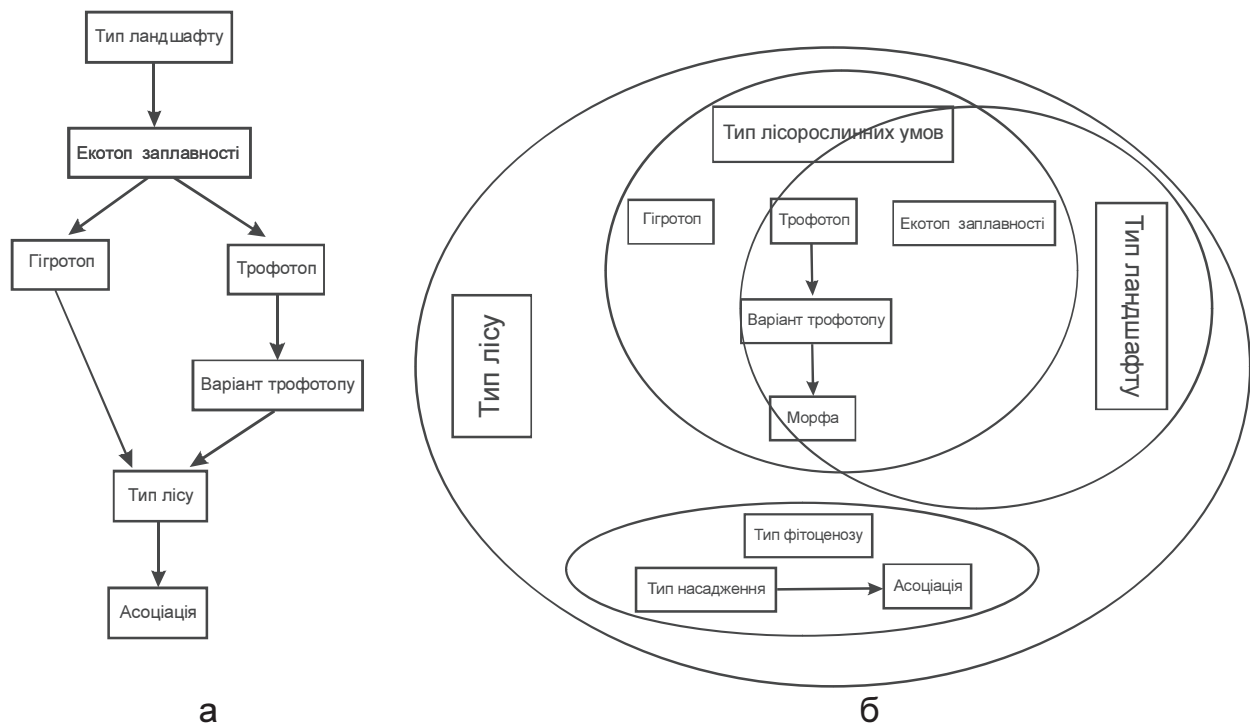 Тип ландшафту
Екотоп заплавності
Гігротоп
Трофотоп
Варіант трофотопу
Тип лісу
Асоціація
а
Тип лісорослинних умов
Гігротоп
Трофотоп
Екотоп заплавності
Варіант трофотопу
Морфа
Тип лісу
Тип ландшафту
Тип фітоценозу
Тип насадження
Асоціація
б